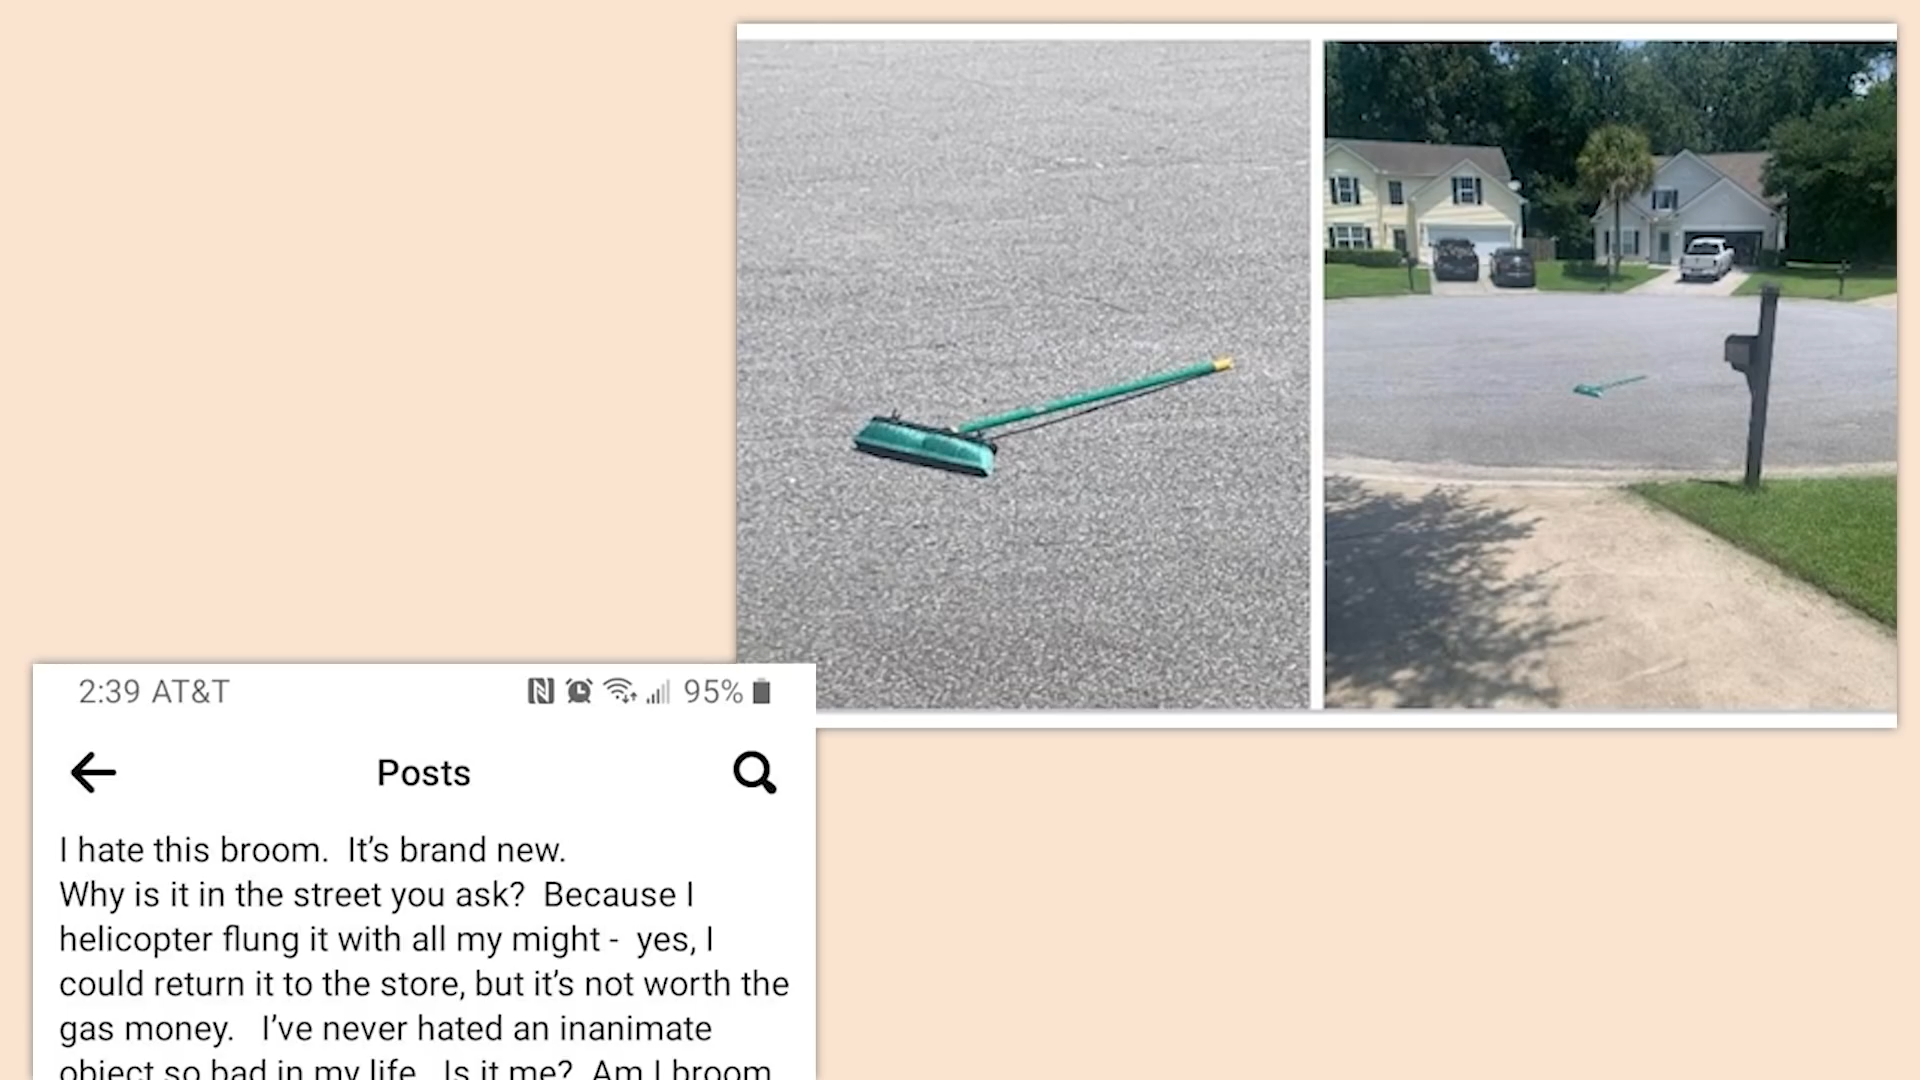 2:39 AT&T 95%
Posts
I hate this broom. It's brand new.
Why is it in the street you ask? Because I
helicopter flung it with all my might - yes, I
could return it to the store, but it's not worth the
gas money. I've never hated an inanimate
object so bad in my life. Is it me? Am I broom